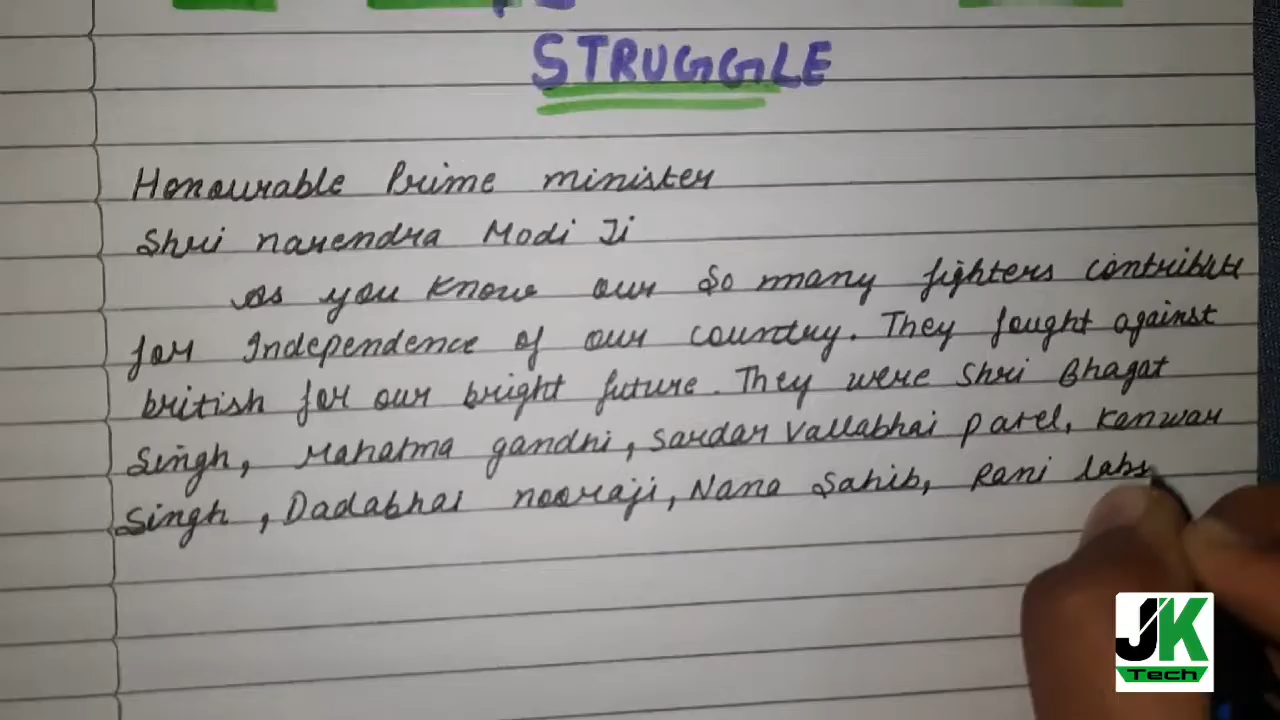 STRUGGLE
Honourable Prime minister
Shri narendra Modi Ji
As you know our so many fighters contribute
for Independence of our country. They fought against
british for our bright future. They were Shri Bhagat
Singh, Mahatma gandhi, Sardar Vallabhai patel, Kanwar
Singh, Dadabhai nooraji, Nana Sahib, Rani
JK
Tech